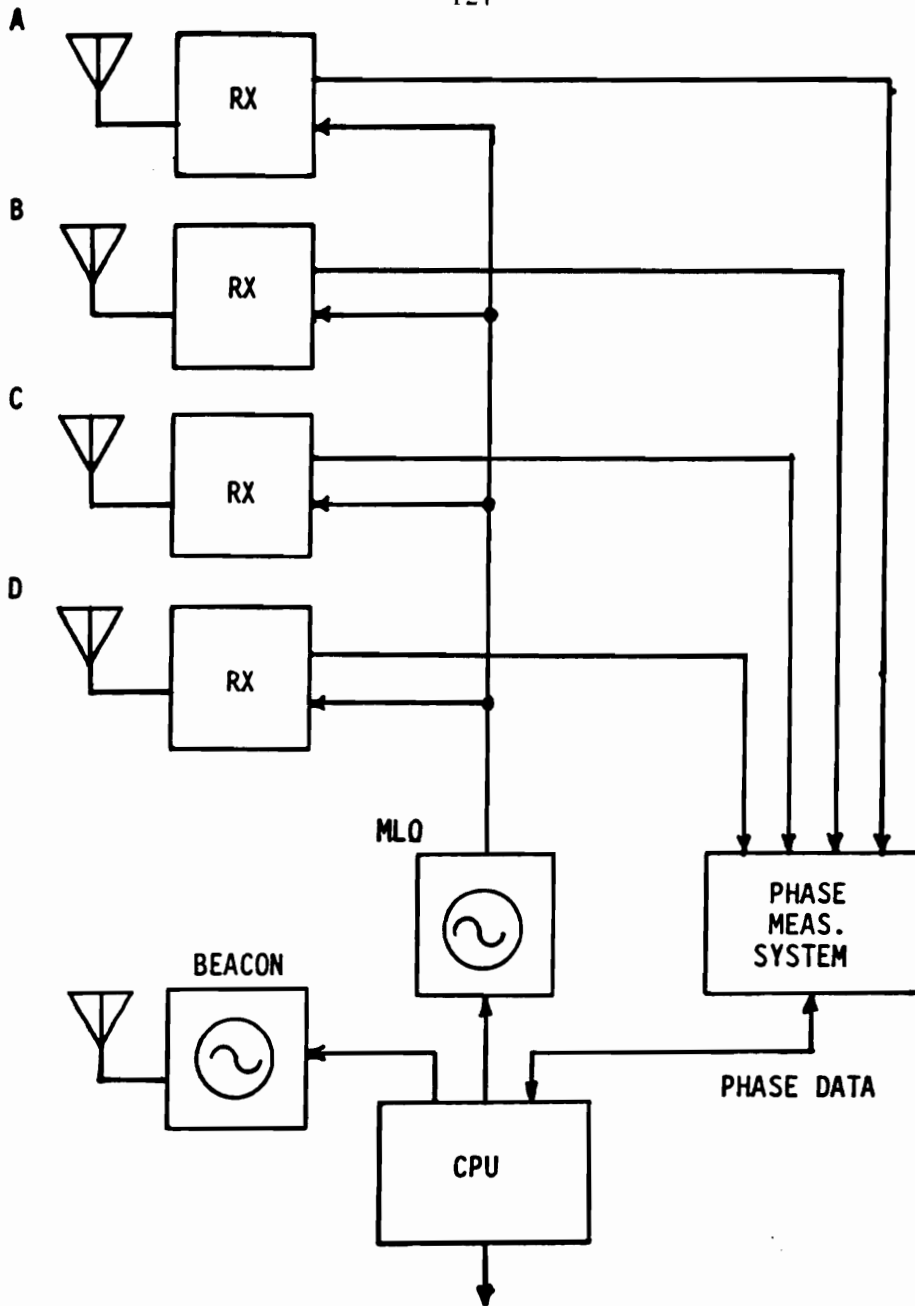 A
RX
B
RX
C
RX
D
RX
MLO
BEACON
PHASE
MEAS.
SYSTEM
PHASE DATA
CPU